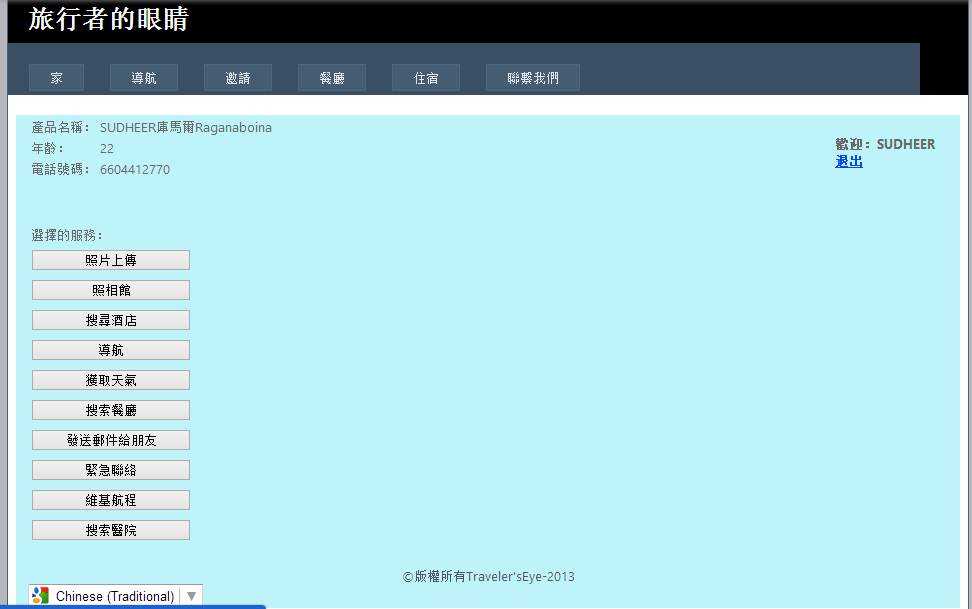 旅行者的眼睛
家 導航 邀請 餐廳 住宿 聯繫我們
產品名稱： SUDHEER庫馬爾Raganaboina
年齡： 22
電話號碼： 6604412770
歡迎：SUDHEER
退出
選擇的服務：
照片上傳
照相館
搜尋酒店
導航
獲取天氣
搜索餐廳
發送郵件給朋友
緊急聯絡
維基航程
搜索醫院
©版權所有Traveler'sEye-2013
Chinese (Traditional)